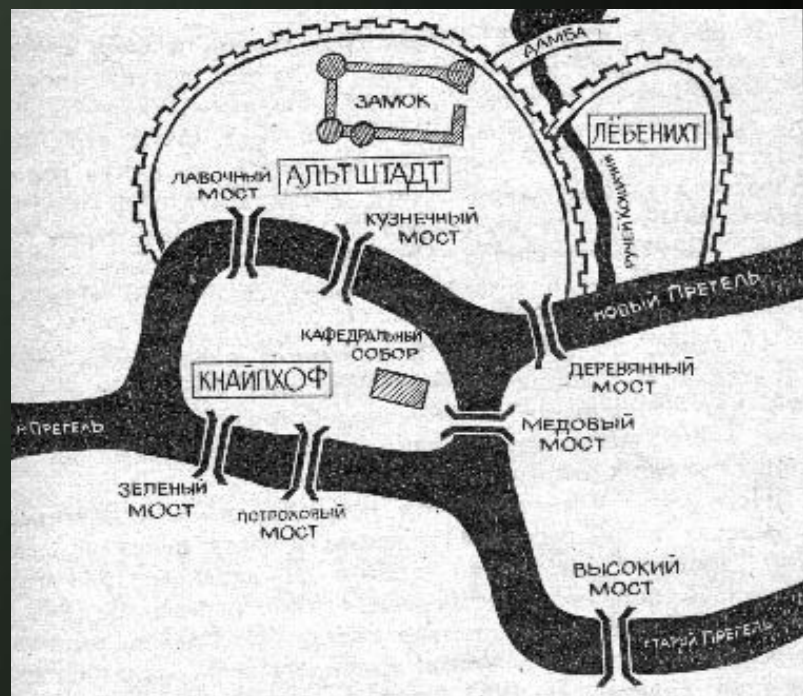 ДАМБА
ЗАМОК
ЛЁБЕНИХТ
ЛАВОЧНЫЙ
МОСТ
АЛЬТШТАДТ
КУЗНЕЧНЫЙ
МОСТ
РУЧЕЙ
НОВЫЙ ПРЕГЕЛЬ
КАФЕДРАЛЬНЫЙ
СОБОР
КНАЙПХОФ
ДЕРЕВЯННЫЙ
МОСТ
Р. ПРЕГЕЛЬ
МЕДОВЫЙ
МОСТ
ЗЕЛЕНЫЙ
МОСТ
ПОТРОХОВЫЙ
МОСТ
ВЫСОКИЙ
МОСТ
СТАРЫЙ ПРЕГЕЛЬ